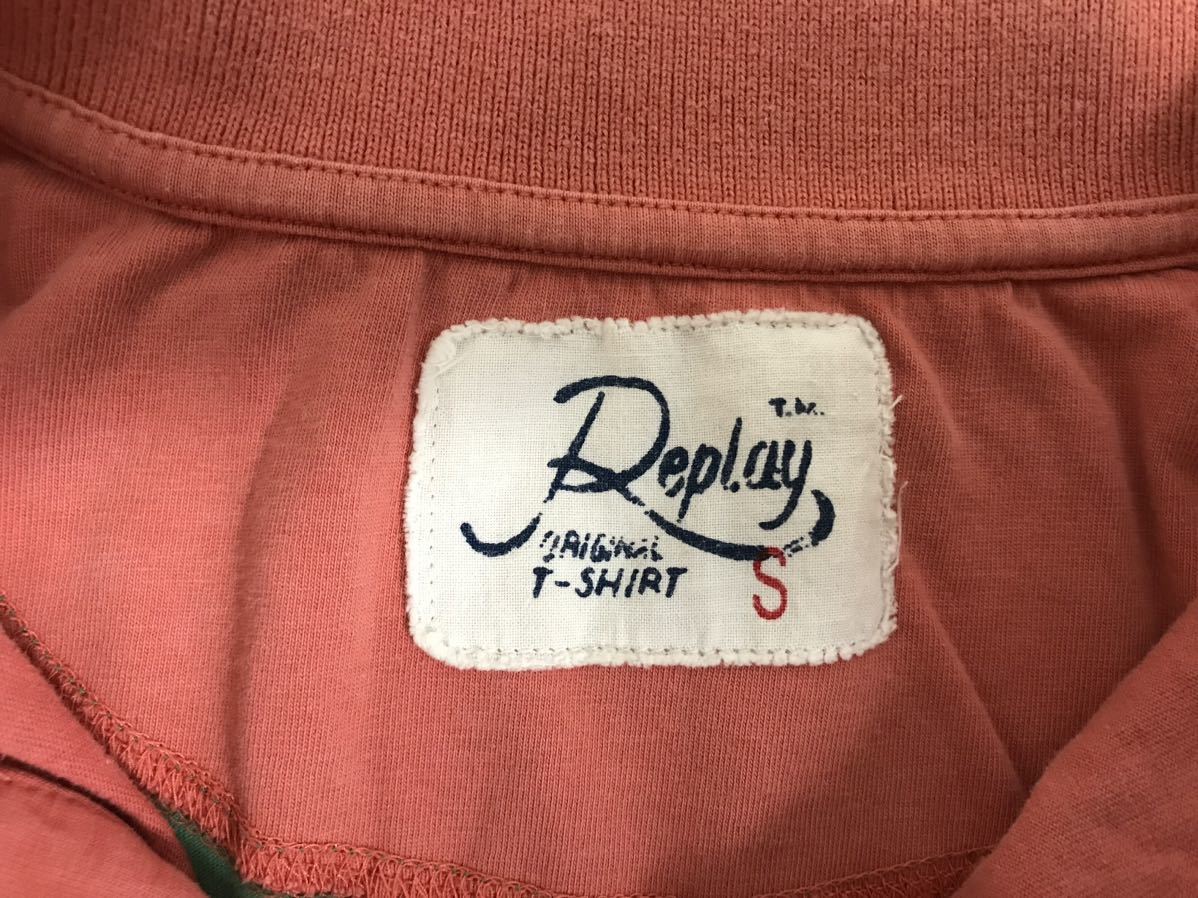 Replay T.M.
ORIGINAL
T-SHIRT S